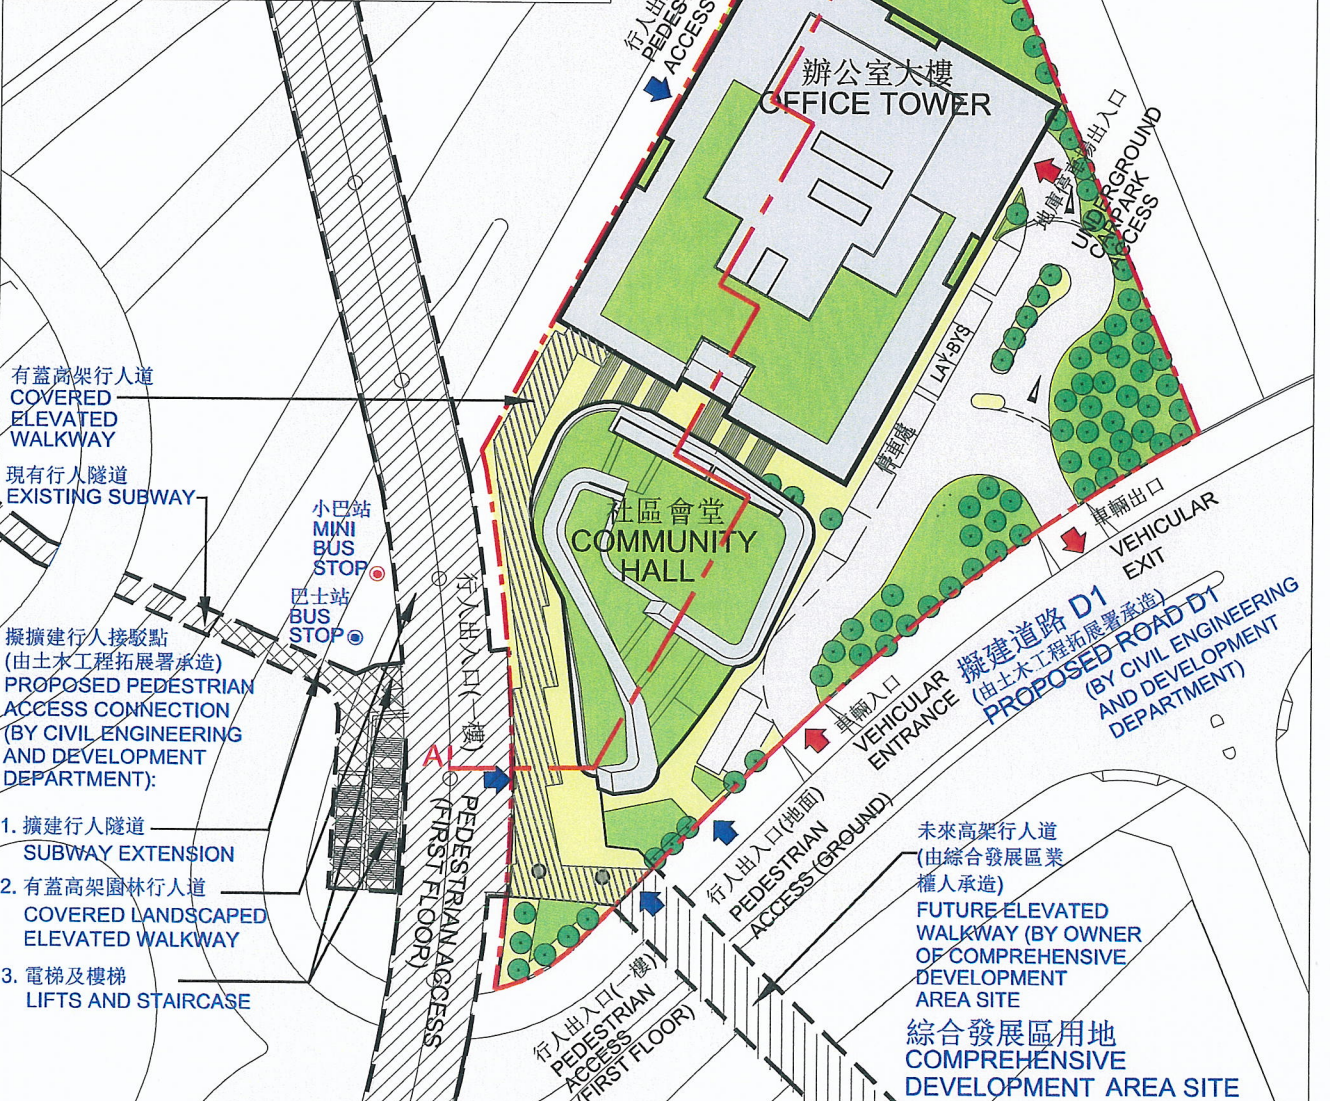 行人出
PEDES
ACCESS
辦公室大樓
OFFICE TOWER
地庫停車場出入口
UNDERGROUND
CARPARK
ACCESS
LAY-BYS
停車處
有蓋高架行人道
COVERED
ELEVATED
WALKWAY
現有行人隧道
EXISTING SUBWAY
小巴站
MINI
BUS
STOP
巴士站
BUS
STOP
社區會堂
COMMUNITY
HALL
擬擴建行人接駁點
(由土木工程拓展署承造)
PROPOSED PEDESTRIAN
ACCESS CONNECTION
(BY CIVIL ENGINEERING
AND DEVELOPMENT
DEPARTMENT):
1. 擴建行人隧道
SUBWAY EXTENSION
2. 有蓋高架園林行人道
COVERED LANDSCAPED
ELEVATED WALKWAY
3. 電梯及樓梯
LIFTS AND STAIRCASE
行人出入口(一樓)
PEDESTRIAN ACCESS
(FIRST FLOOR)
A
車輛出口
VEHICULAR
EXIT
擬建道路 D1
(由土木工程拓展署承造)
PROPOSED ROAD D1
(BY CIVIL ENGINEERING
AND DEVELOPMENT
DEPARTMENT)
車輛入口
VEHICULAR
ENTRANCE
行人出入口(地面)
PEDESTRIAN
ACCESS (GROUND)
行人出入口(一樓)
PEDESTRIAN
ACCESS
(FIRST FLOOR)
未來高架行人道
(由綜合發展區業
權人承造)
FUTURE ELEVATED
WALKWAY (BY OWNER
OF COMPREHENSIVE
DEVELOPMENT
AREA SITE
綜合發展區用地
COMPREHENSIVE
DEVELOPMENT AREA SITE